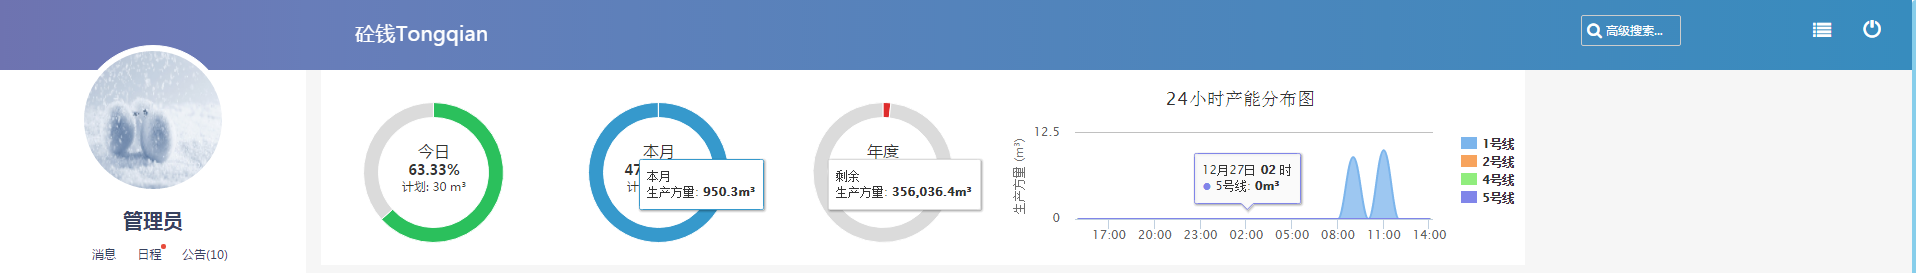 砼钱Tongqian
高级搜索...
管理员
消息 日程 公告(10)
今日
63.33%
计划: 30 m³
本月
47
计
本月
生产方量: 950.3m³
年度
剩余
生产方量: 356,036.4m³
24小时产能分布图
生产方量 (m³)
12.5
0
12月27日 02 时
5号线: 0m³
17:00 20:00 23:00 02:00 05:00 08:00 11:00 14:00
1号线
2号线
4号线
5号线